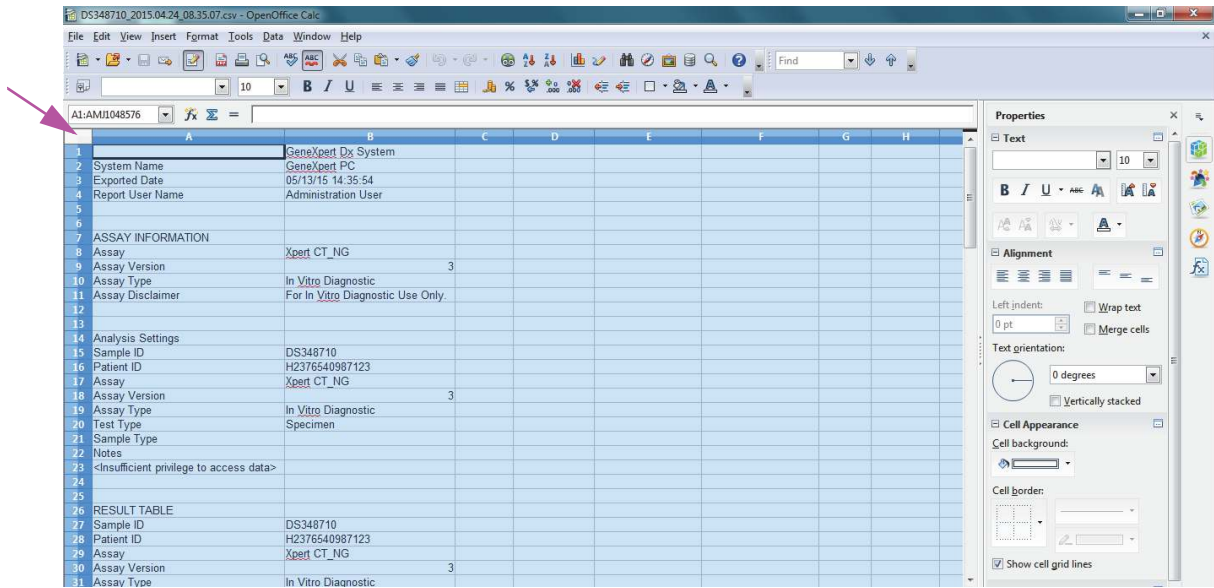 DS348710_2015.04.24_08.35.07.csv - OpenOffice Calc
File Edit View Insert Format Tools Data Window Help
Find
10
A1:AMJ1048576
A B C D E F G H
1 GeneXpert Dx System
2 System Name GeneXpert PC
3 Exported Date 05/13/15 14:35:54
4 Report User Name Administration User
5
6
7 ASSAY INFORMATION
8 Assay Xpert CT_NG
9 Assay Version 3
10 Assay Type In Vitro Diagnostic
11 Assay Disclaimer For In Vitro Diagnostic Use Only.
12
13
14 Analysis Settings
15 Sample ID DS348710
16 Patient ID H2376540987123
17 Assay Xpert CT_NG
18 Assay Version 3
19 Assay Type In Vitro Diagnostic
20 Test Type Specimen
21 Sample Type
22 Notes
23 <Insufficient privilege to access data>
24
25
26 RESULT TABLE
27 Sample ID DS348710
28 Patient ID H2376540987123
29 Assay Xpert CT_NG
30 Assay Version 3
31 Assay Type In Vitro Diagnostic
Properties
Text
10
B I U ABC
Alignment
Left indent:
Wrap text
0 pt
Merge cells
Text orientation:
0 degrees
Vertically stacked
Cell Appearance
Cell background:
Cell border:
Show cell grid lines